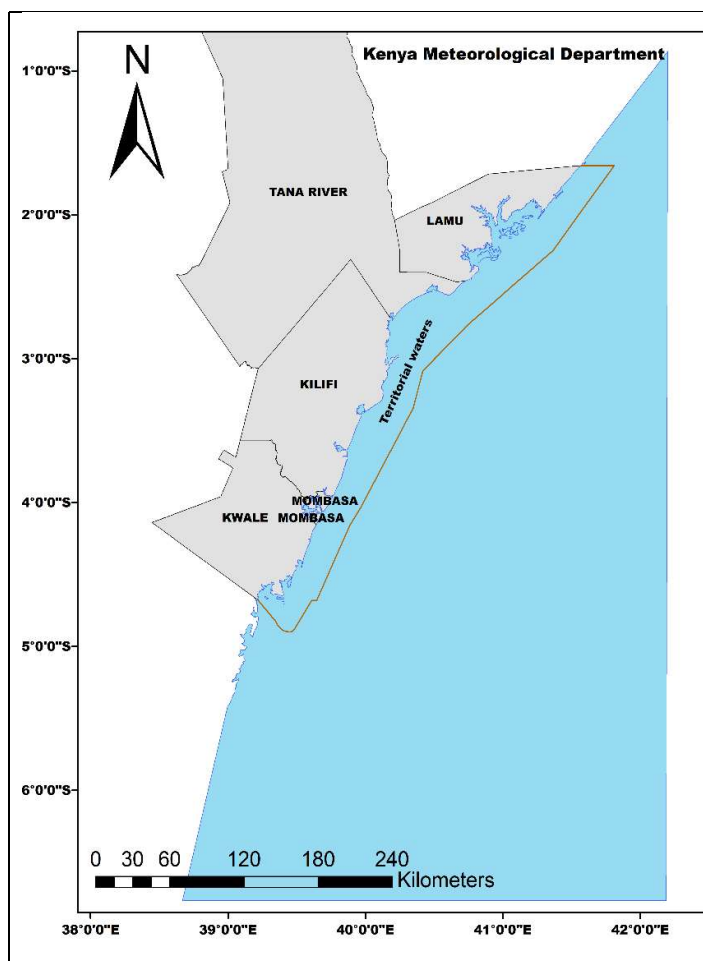 Kenya Meteorological Department
N
1°0'0"S
2°0'0"S
3°0'0"S
4°0'0"S
5°0'0"S
6°0'0"S
TANA RIVER
LAMU
KILIFI
Territorial waters
MOMBASA
KWALE MOMBASA
0 30 60 120 180 240
Kilometers
38°0'0"E 39°0'0"E 40°0'0"E 41°0'0"E 42°0'0"E